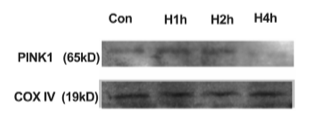 Con H1h H2h H4h
PINK1 (65kD)
COX IV (19kD)